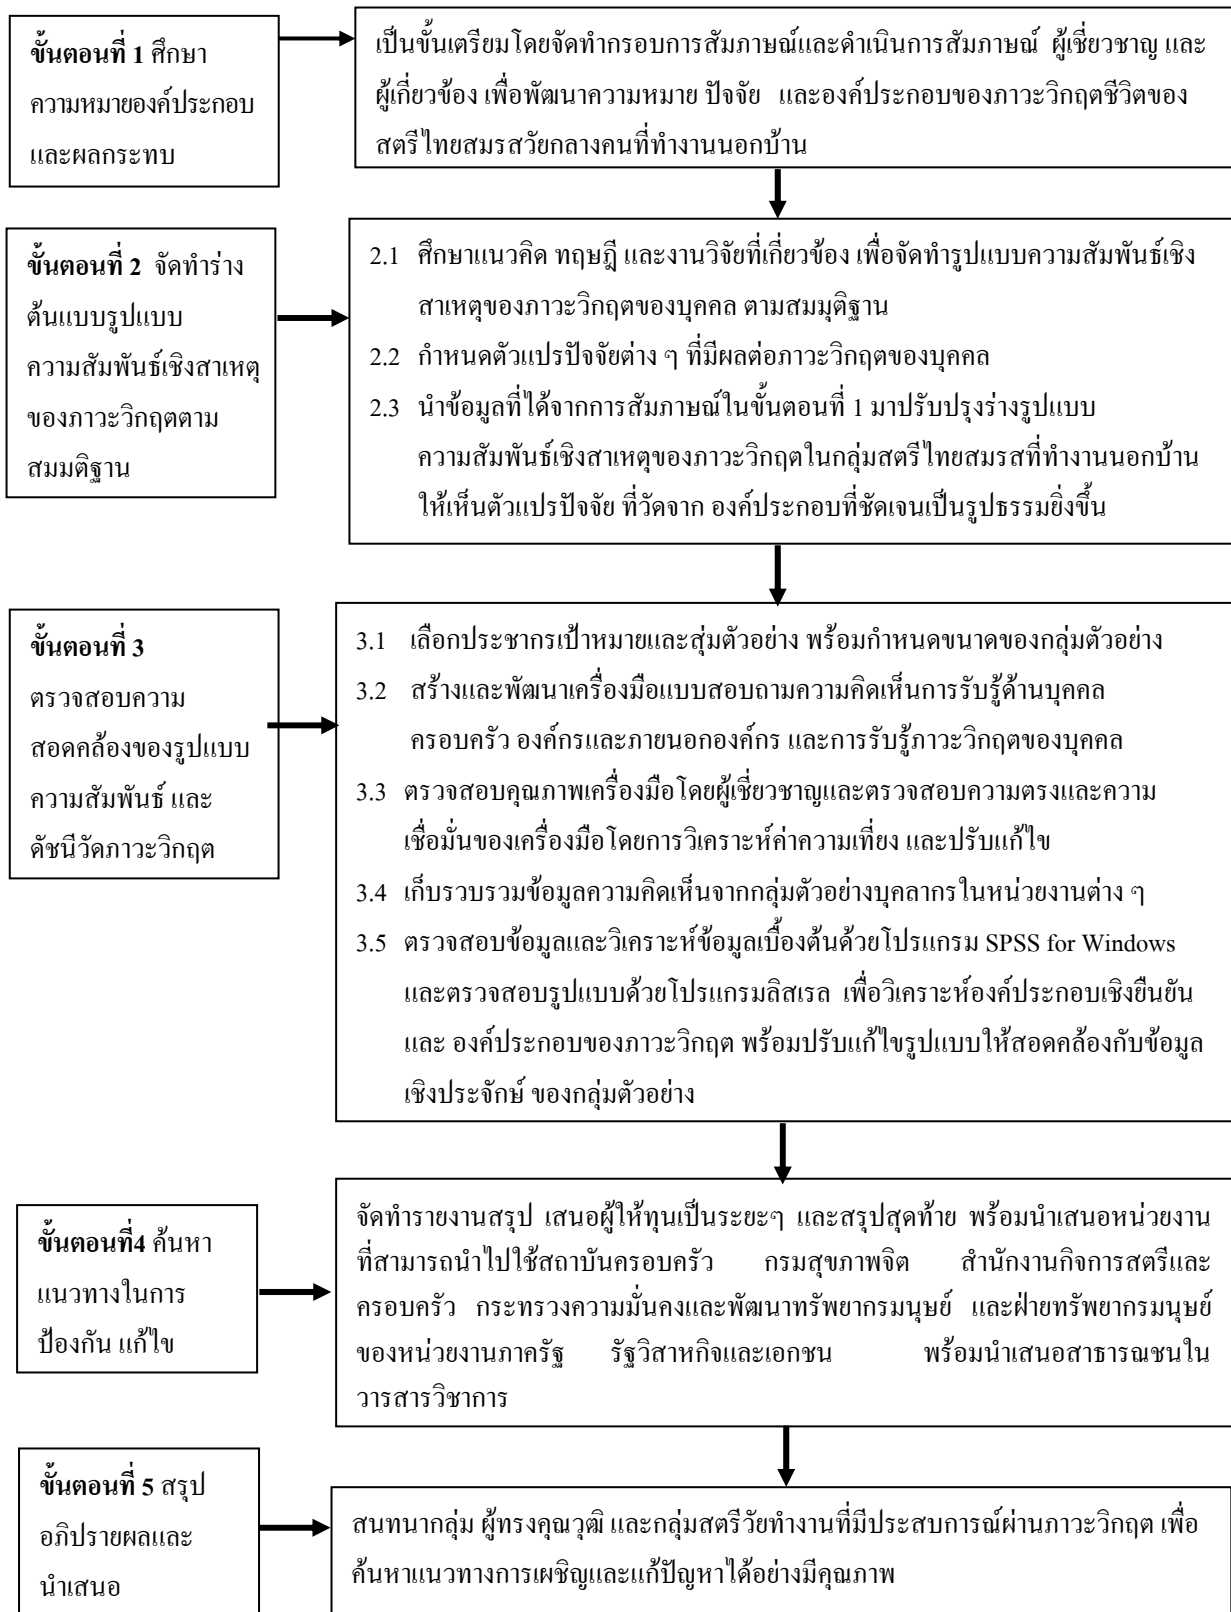 ขั้นตอนที่ 1 ศึกษา
ความหมายองค์ประกอบ
และผลกระทบ
เป็นขั้นเตรียมโดยจัดทำกรอบการสัมภาษณ์และดำเนินการสัมภาษณ์ ผู้เชี่ยวชาญ และ
ผู้เกี่ยวข้อง เพื่อพัฒนาความหมาย ปัจจัย และองค์ประกอบของภาวะวิกฤตชีวิตของ
สตรีไทยสมรสวัยกลางคนที่ทำงานนอกบ้าน
ขั้นตอนที่ 2 จัดทำร่าง
ต้นแบบรูปแบบ
ความสัมพันธ์เชิงสาเหตุ
ของภาวะวิกฤตตาม
สมมติฐาน
2.1 ศึกษาแนวคิด ทฤษฎี และงานวิจัยที่เกี่ยวข้อง เพื่อจัดทำรูปแบบความสัมพันธ์เชิง
สาเหตุของภาวะวิกฤตของบุคคล ตามสมมุติฐาน
2.2 กำหนดตัวแปรปัจจัยต่าง ๆ ที่มีผลต่อภาวะวิกฤตของบุคคล
2.3 นำข้อมูลที่ได้จากการสัมภาษณ์ในขั้นตอนที่ 1 มาปรับปรุงร่างรูปแบบ
ความสัมพันธ์เชิงสาเหตุของภาวะวิกฤตในกลุ่มสตรีไทยสมรสที่ทำงานนอกบ้าน
ให้เห็นตัวแปรปัจจัย ที่วัดจาก องค์ประกอบที่ชัดเจนเป็นรูปธรรมยิ่งขึ้น
ขั้นตอนที่ 3
ตรวจสอบความ
สอดคล้องของรูปแบบ
ความสัมพันธ์ และ
ดัชนีวัดภาวะวิกฤต
3.1 เลือกประชากรเป้าหมายและสุ่มตัวอย่าง พร้อมกำหนดขนาดของกลุ่มตัวอย่าง
3.2 สร้างและพัฒนาเครื่องมือแบบสอบถามความคิดเห็นการรับรู้ด้านบุคคล
ครอบครัว องค์กรและภายนอกองค์กร และการรับรู้ภาวะวิกฤตของบุคคล
3.3 ตรวจสอบคุณภาพเครื่องมือโดยผู้เชี่ยวชาญและตรวจสอบความตรงและความ
เชื่อมั่นของเครื่องมือโดยการวิเคราะห์ค่าความเที่ยง และปรับแก้ไข
3.4 เก็บรวบรวมข้อมูลความคิดเห็นจากกลุ่มตัวอย่างบุคลากรในหน่วยงานต่าง ๆ
3.5 ตรวจสอบข้อมูลและวิเคราะห์ข้อมูลเบื้องต้นด้วยโปรแกรม SPSS for Windows
และตรวจสอบรูปแบบด้วยโปรแกรมลิสเรล เพื่อวิเคราะห์องค์ประกอบเชิงยืนยัน
และ องค์ประกอบของภาวะวิกฤต พร้อมปรับแก้ไขรูปแบบให้สอดคล้องกับข้อมูล
เชิงประจักษ์ ของกลุ่มตัวอย่าง
ขั้นตอนที่4 ค้นหา
แนวทางในการ
ป้องกัน แก้ไข
จัดทำรายงานสรุป เสนอผู้ให้ทุนเป็นระยะๆ และสรุปสุดท้าย พร้อมนำเสนอหน่วยงาน
ที่สามารถนำไปใช้สถาบันครอบครัว กรมสุขภาพจิต สำนักงานกิจการสตรีและ
ครอบครัว กระทรวงความมั่นคงและพัฒนาทรัพยากรมนุษย์ และฝ่ายทรัพยากรมนุษย์
ของหน่วยงานภาครัฐ รัฐวิสาหกิจและเอกชน พร้อมนำเสนอสาธารณชนใน
วารสารวิชาการ
ขั้นตอนที่ 5 สรุป
อภิปรายผลและ
นำเสนอ
สนทนากลุ่ม ผู้ทรงคุณวุฒิ และกลุ่มสตรีวัยทำงานที่มีประสบการณ์ผ่านภาวะวิกฤต เพื่อ
ค้นหาแนวทางการเผชิญและแก้ปัญหาได้อย่างมีคุณภาพ